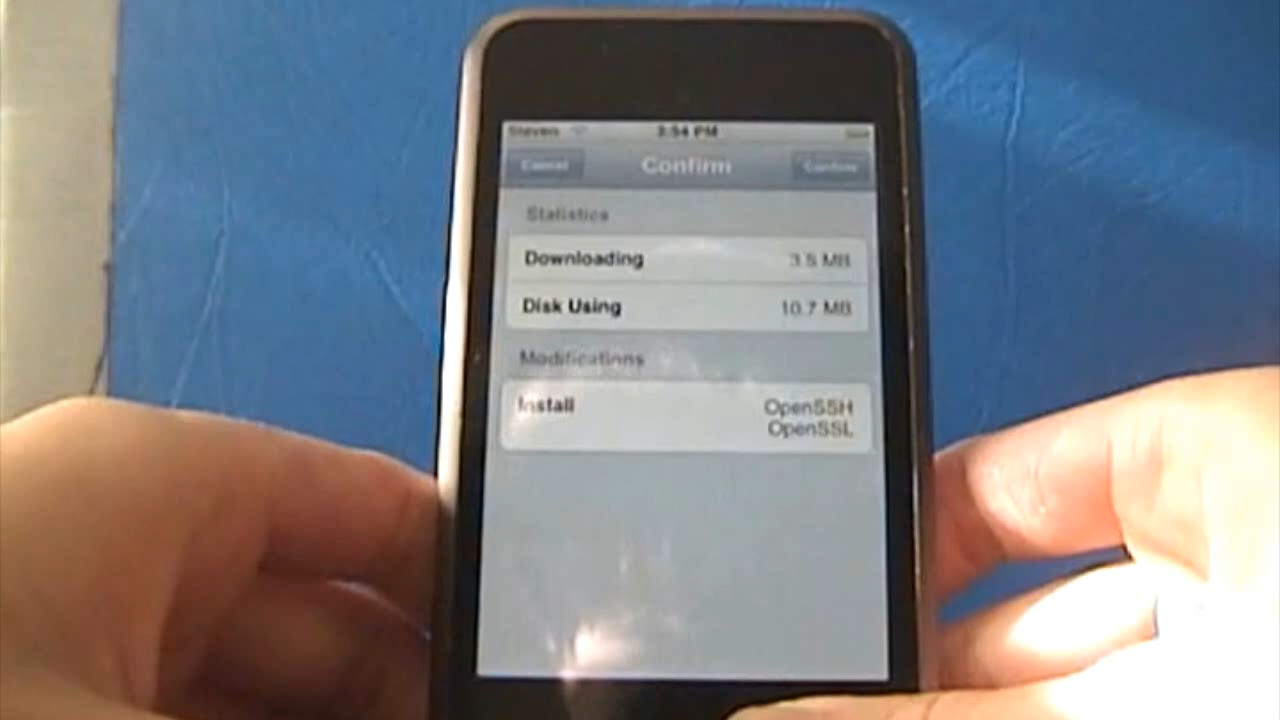 Steven 3:54 PM
Cancel Confirm Confirm
Statistics
Downloading 3.5 MB
Disk Using 10.7 MB
Modifications
Install OpenSSH
OpenSSL